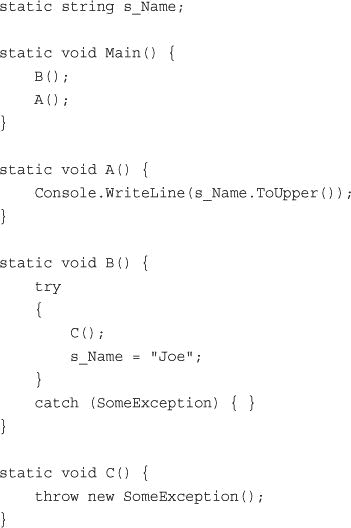 static string s_Name;
static void Main() {
    B();
    A();
}
static void A() {
    Console.WriteLine(s_Name.ToUpper());
}
static void B() {
    try
    {
        C();
        s_Name = "Joe";
    }
    catch (SomeException) { }
}
static void C() {
    throw new SomeException();
}